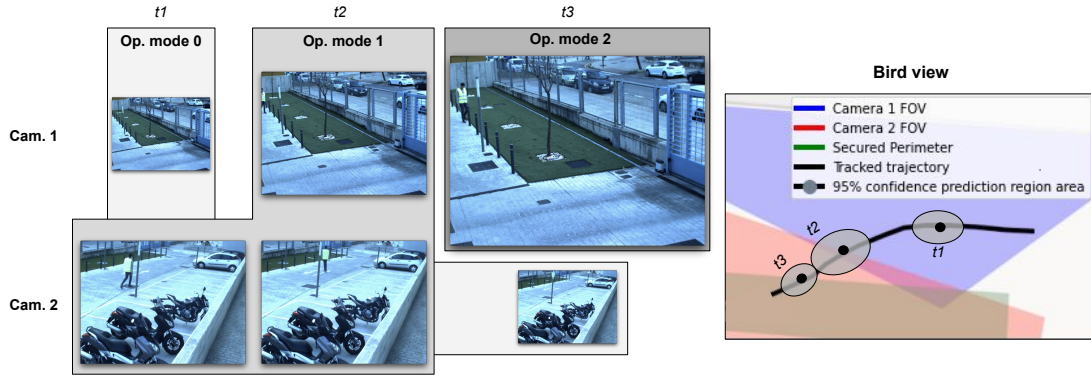 t1
t2
t3
Op. mode 0
Op. mode 1
Op. mode 2
Cam. 1
Cam. 2
Bird view
Camera 1 FOV
Camera 2 FOV
Secured Perimeter
Tracked trajectory
95% confidence prediction region area
t2
t3
t1